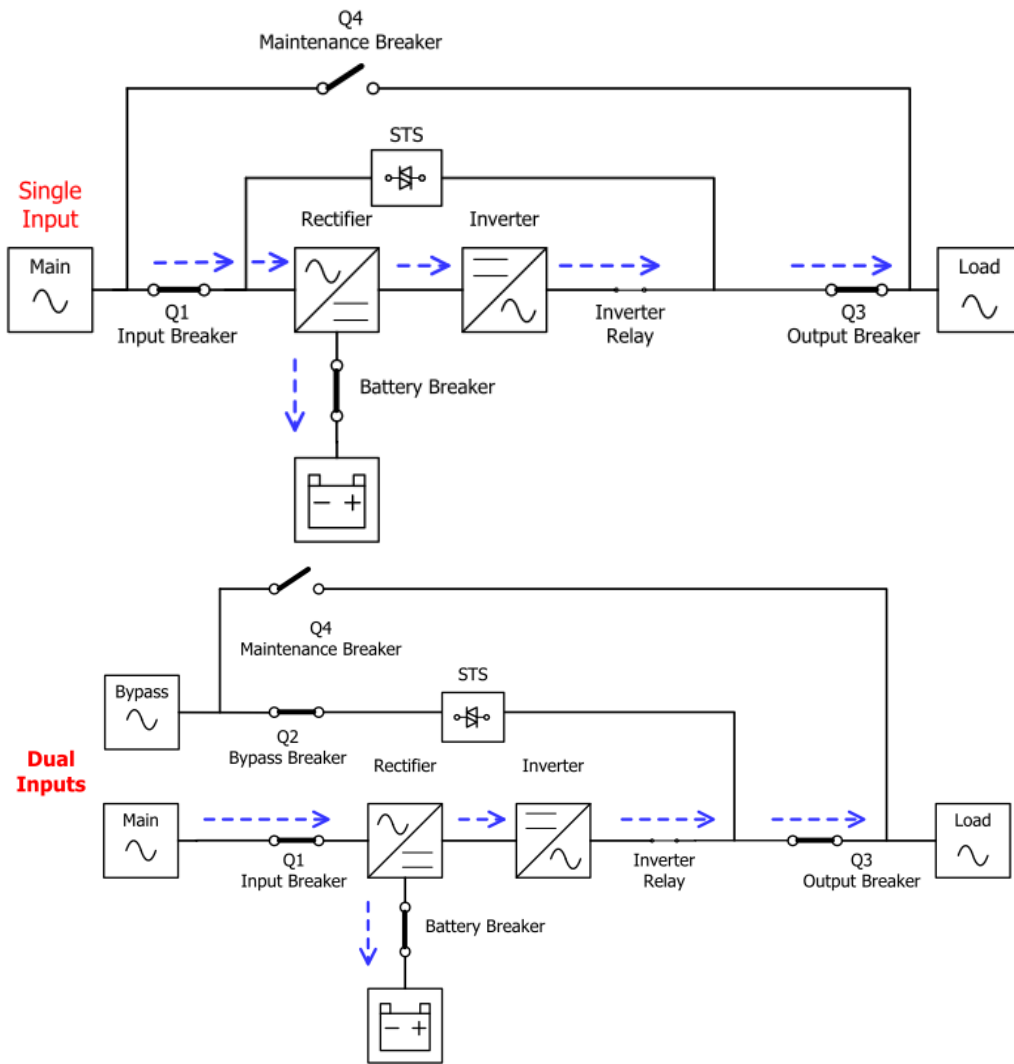 Q4
Maintenance Breaker
STS
Single
Input
Rectifier
Inverter
Main
Load
Q1
Input Breaker
Inverter
Relay
Q3
Output Breaker
Battery Breaker
− +
Q4
Maintenance Breaker
Bypass
STS
Q2
Bypass Breaker
Dual
Inputs
Rectifier
Inverter
Main
Load
Q1
Input Breaker
Inverter
Relay
Q3
Output Breaker
Battery Breaker
− +